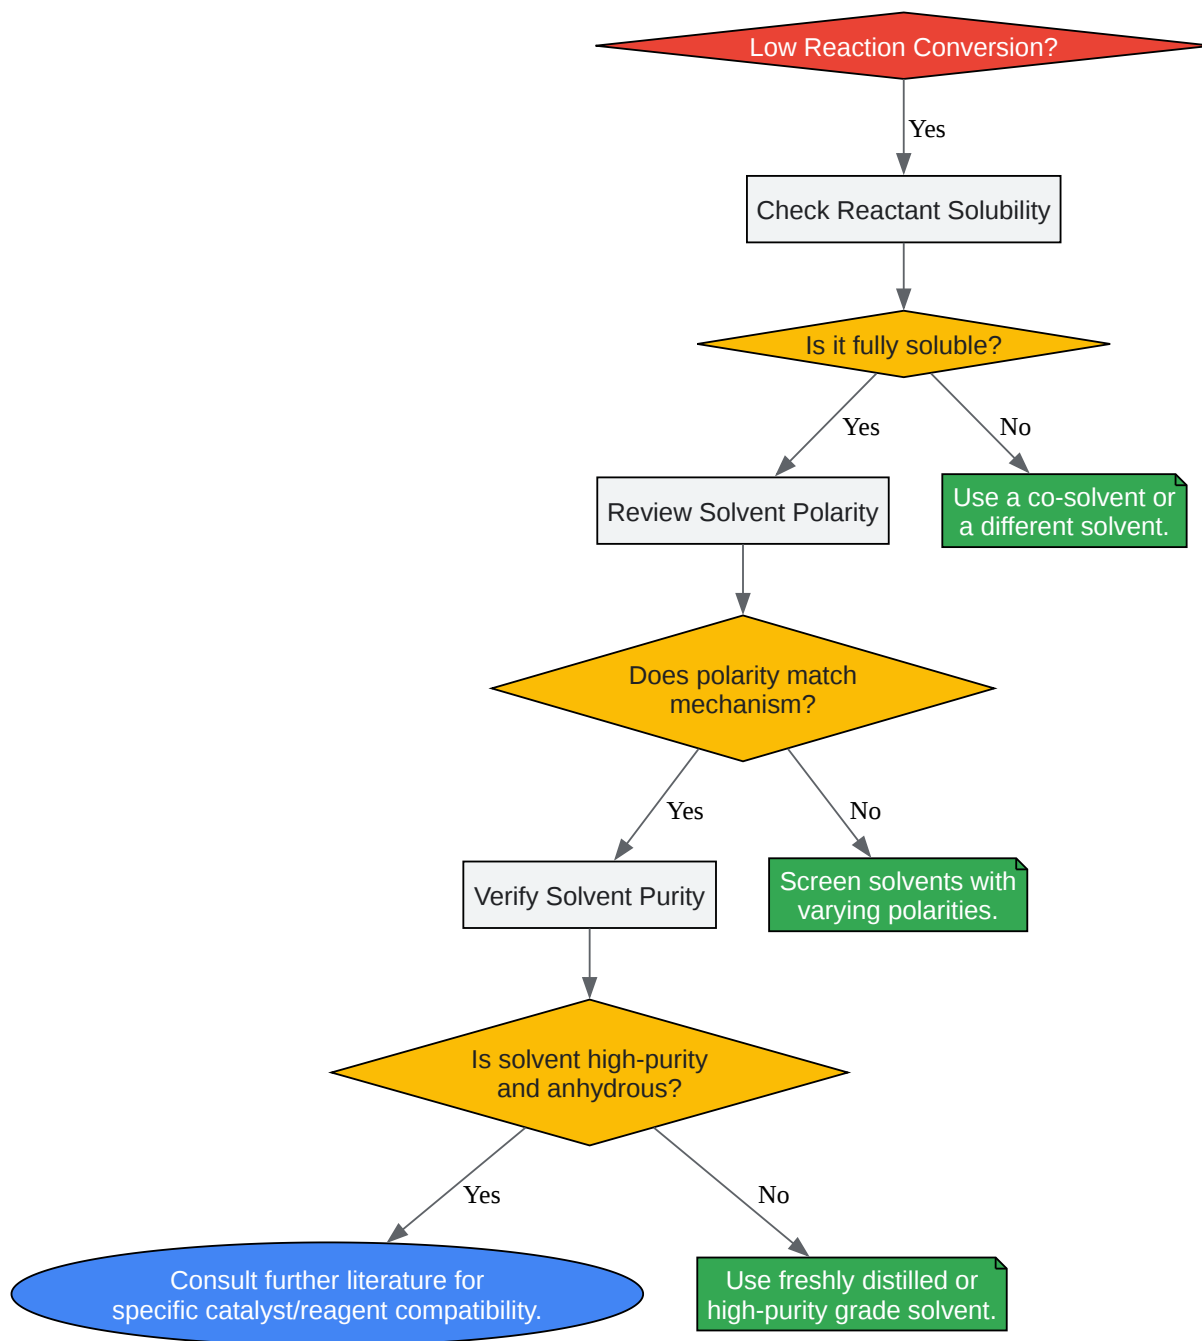 Low Reaction Conversion?
Yes
Check Reactant Solubility
Is it fully soluble?
Yes
No
Review Solvent Polarity
Use a co-solvent or
a different solvent.
Does polarity match
mechanism?
Yes
No
Verify Solvent Purity
Screen solvents with
varying polarities.
Is solvent high-purity
and anhydrous?
Yes
No
Consult further literature for
specific catalyst/reagent compatibility.
Use freshly distilled or
high-purity grade solvent.